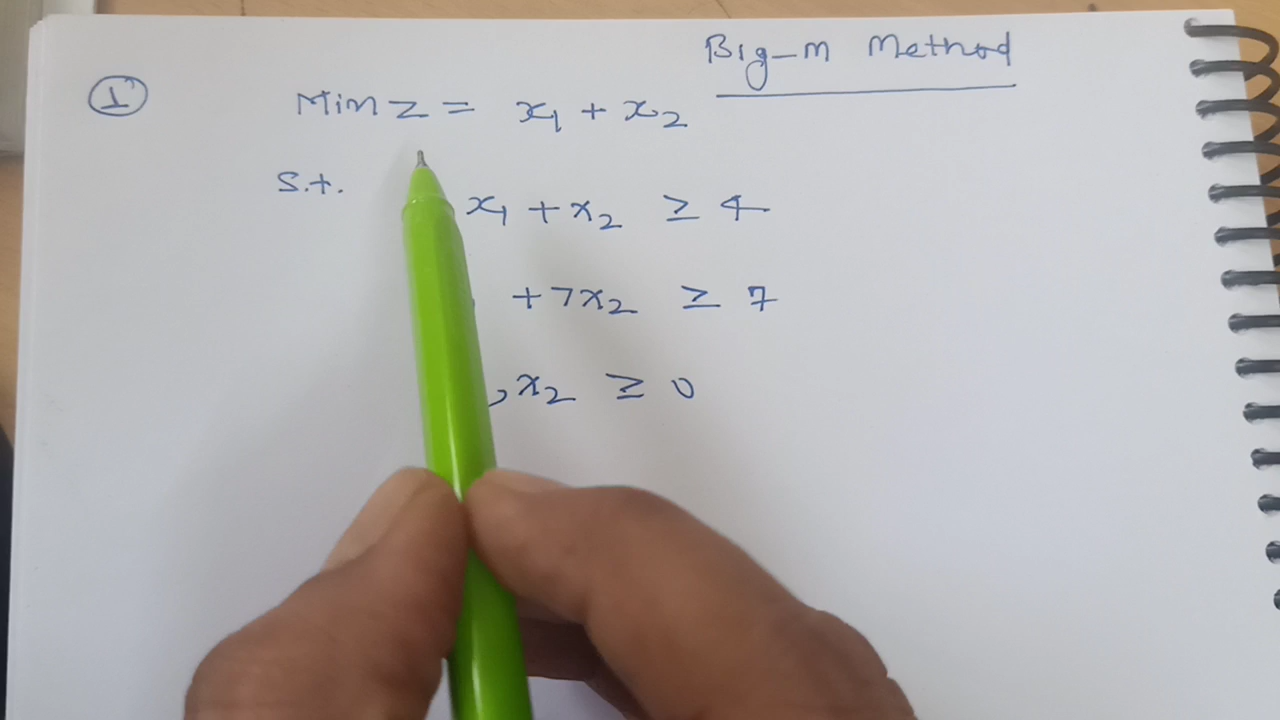 Big-M Method
① Min Z = x₁ + x₂
S.t.
x₁ + x₂ ≥ 4
+ 7x₂ ≥ 7
, x₂ ≥ 0